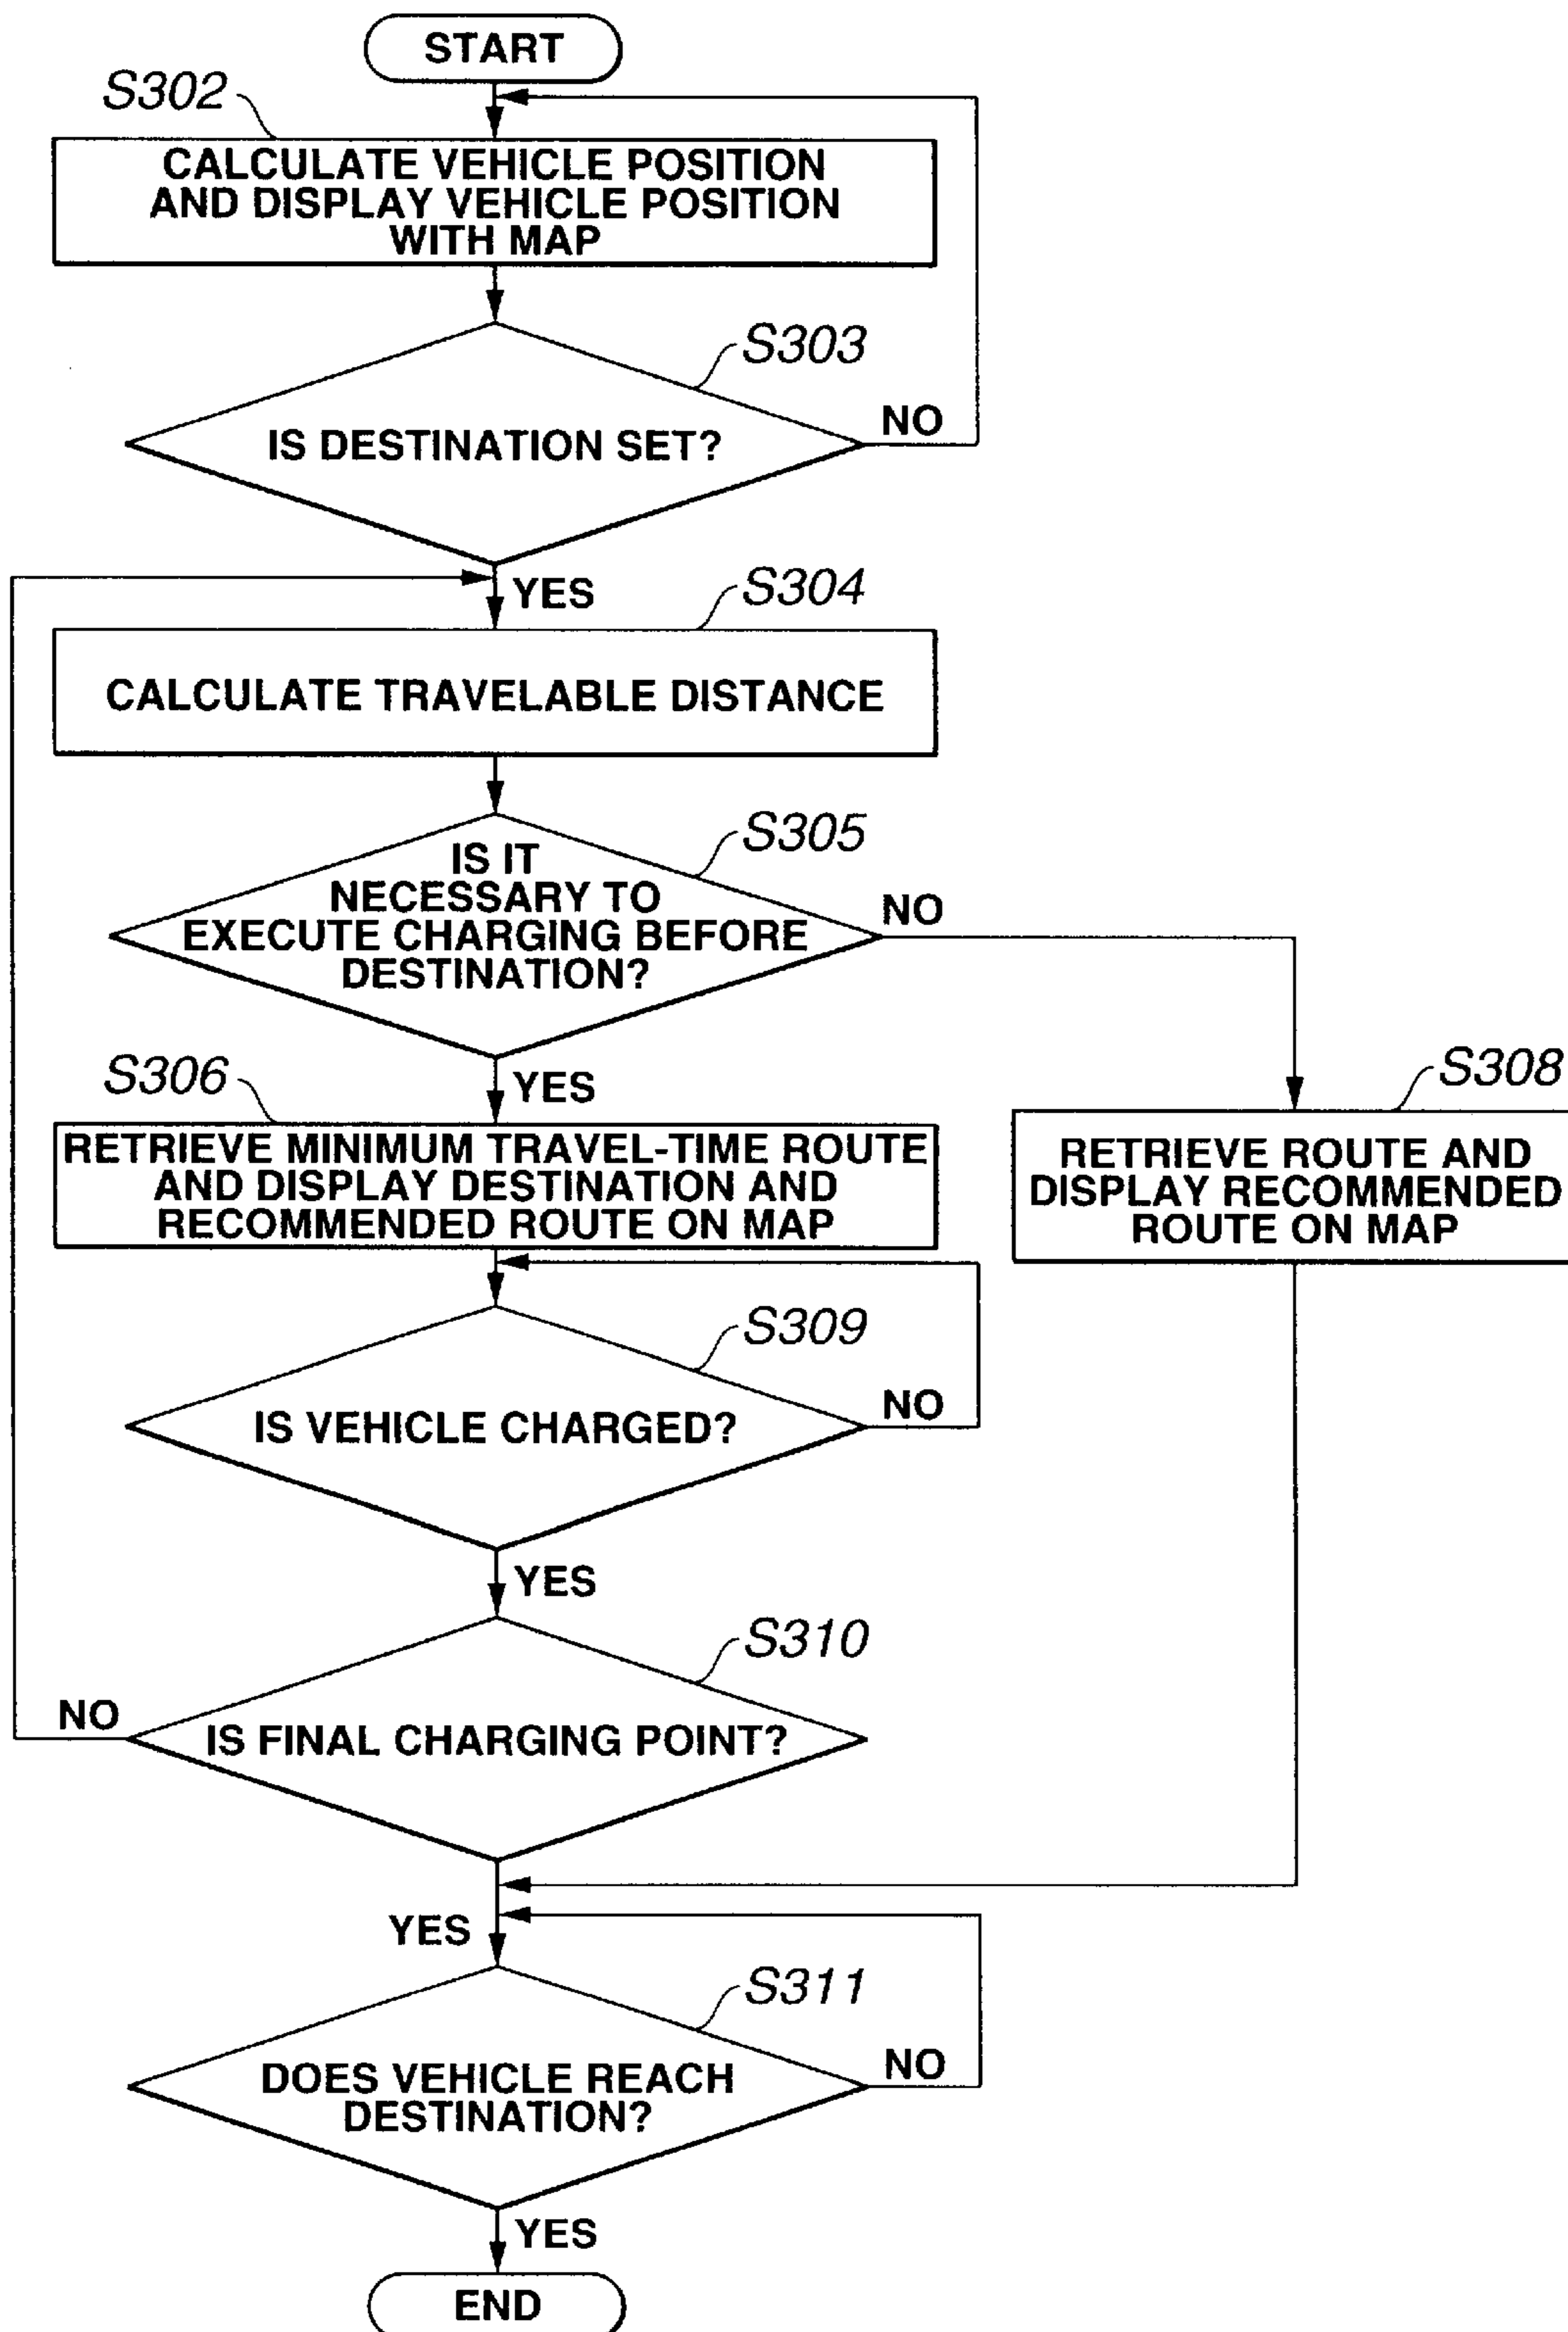 START
S302
CALCULATE VEHICLE POSITION
AND DISPLAY VEHICLE POSITION
WITH MAP
S303
IS DESTINATION SET?
NO
YES
S304
CALCULATE TRAVELABLE DISTANCE
S305
IS IT
NECESSARY TO
EXECUTE CHARGING BEFORE
DESTINATION?
NO
YES
S306
RETRIEVE MINIMUM TRAVEL-TIME ROUTE
AND DISPLAY DESTINATION AND
RECOMMENDED ROUTE ON MAP
S308
RETRIEVE ROUTE AND
DISPLAY RECOMMENDED
ROUTE ON MAP
S309
IS VEHICLE CHARGED?
NO
YES
S310
NO
IS FINAL CHARGING POINT?
YES
S311
DOES VEHICLE REACH
DESTINATION?
NO
YES
END